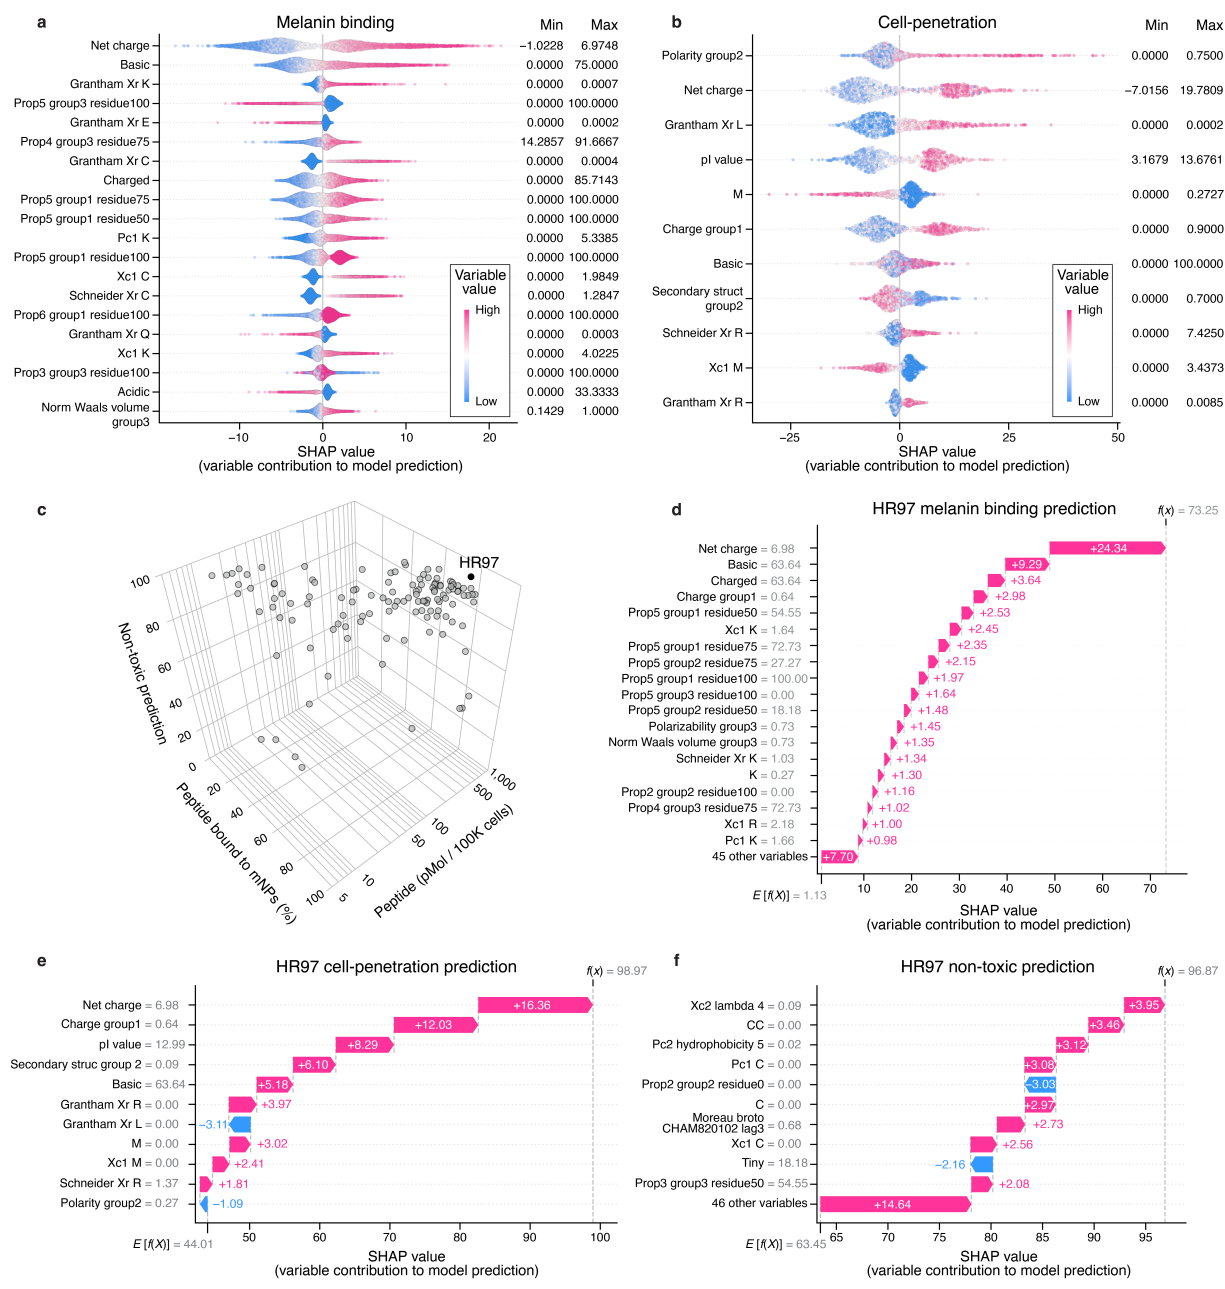 a
Melanin binding
Min Max
Net charge −1.0228 6.9748
Basic 0.0000 75.0000
Grantham Xr K 0.0000 0.0007
Prop5 group3 residue100 0.0000 100.0000
Grantham Xr E 0.0000 0.0002
Prop4 group3 residue75 14.2857 91.6667
Grantham Xr C 0.0000 0.0004
Charged 0.0000 85.7143
Prop5 group1 residue75 0.0000 100.0000
Prop5 group1 residue50 0.0000 100.0000
Pc1 K 0.0000 5.3385
Prop5 group1 residue100 0.0000 100.0000
Xc1 C 0.0000 1.9849
Schneider Xr C 0.0000 1.2847
Prop6 group1 residue100 0.0000 100.0000
Grantham Xr Q 0.0000 0.0003
Xc1 K 0.0000 4.0225
Prop3 group3 residue100 0.0000 100.0000
Acidic 0.0000 33.3333
Norm Waals volume
group3 0.1429 1.0000
Variable
value
High
Low
−10 0 10 20
SHAP value
(variable contribution to model prediction)
b
Cell-penetration
Min Max
Polarity group2 0.0000 0.7500
Net charge −7.0156 19.7809
Grantham Xr L 0.0000 0.0002
pI value 3.1679 13.6761
M 0.0000 0.2727
Charge group1 0.0000 0.9000
Basic 0.0000 100.0000
Secondary struct
group2 0.0000 0.7000
Schneider Xr R 0.0000 7.4250
Xc1 M 0.0000 3.4373
Grantham Xr R 0.0000 0.0085
Variable
value
High
Low
−25 0 25 50
SHAP value
(variable contribution to model prediction)
c
HR97
Non-toxic prediction
100
80
60
40
20
0
Peptide bound to mNPs (%)
20
40
60
80
100
Peptide (pMol / 100K cells)
5
10
50
100
500
1,000
d
HR97 melanin binding prediction
f(x) = 73.25
Net charge = 6.98 +24.34
Basic = 63.64 +9.29
Charged = 63.64 +3.64
Charge group1 = 0.64 +2.98
Prop5 group1 residue50 = 54.55 +2.53
Xc1 K = 1.64 +2.45
Prop5 group1 residue75 = 72.73 +2.35
Prop5 group2 residue75 = 27.27 +2.15
Prop5 group1 residue100 = 100.00 +1.97
Prop5 group3 residue100 = 0.00 +1.64
Prop5 group2 residue50 = 18.18 +1.48
Polarizability group3 = 0.73 +1.45
Norm Waals volume group3 = 0.73 +1.35
Schneider Xr K = 1.03 +1.34
K = 0.27 +1.30
Prop2 group2 residue100 = 0.00 +1.16
Prop4 group3 residue75 = 72.73 +1.02
Xc1 R = 2.18 +1.00
Pc1 K = 1.66 +0.98
45 other variables +7.70
10 20 30 40 50 60 70
E [f(X)] = 1.13
SHAP value
(variable contribution to model prediction)
e
HR97 cell-penetration prediction
f(x) = 98.97
Net charge = 6.98 +16.36
Charge group1 = 0.64 +12.03
pI value = 12.99 +8.29
Secondary struc group 2 = 0.09 +6.10
Basic = 63.64 +5.18
Grantham Xr R = 0.00 +3.97
Grantham Xr L = 0.00 −3.11
M = 0.00 +3.02
Xc1 M = 0.00 +2.41
Schneider Xr R = 1.37 +1.81
Polarity group2 = 0.27 −1.09
50 60 70 80 90 100
E [f(X)] = 44.01
SHAP value
(variable contribution to model prediction)
f
HR97 non-toxic prediction
f(x) = 96.87
Xc2 lambda 4 = 0.09 +3.95
CC = 0.00 +3.46
Pc2 hydrophobicity 5 = 0.02 +3.12
Pc1 C = 0.00 +3.08
Prop2 group2 residue0 = 0.00 −3.03
C = 0.00 +2.97
Moreau broto
CHAM820102 lag3 = 0.68 +2.73
Xc1 C = 0.00 +2.56
Tiny = 18.18 −2.16
Prop3 group3 residue50 = 54.55 +2.08
46 other variables +14.64
65 70 75 80 85 90 95
E [f(X)] = 63.45
SHAP value
(variable contribution to model prediction)